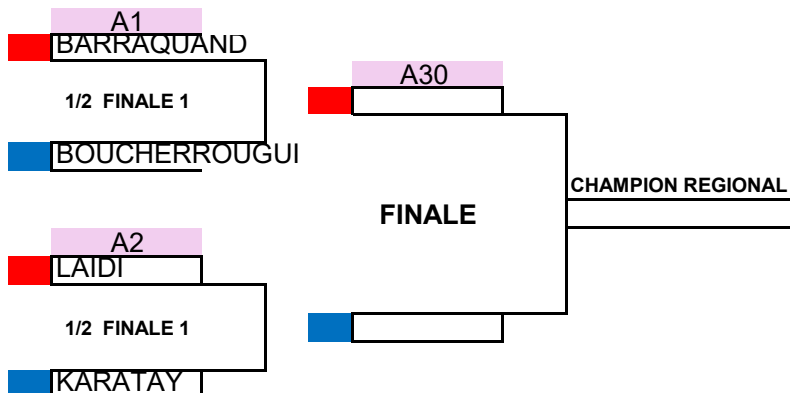 A1
BARRAQUAND
1/2 FINALE 1
BOUCHERROUGUI
A2
LAIDI
1/2 FINALE 1
KARATAY
A30
FINALE
CHAMPION REGIONAL